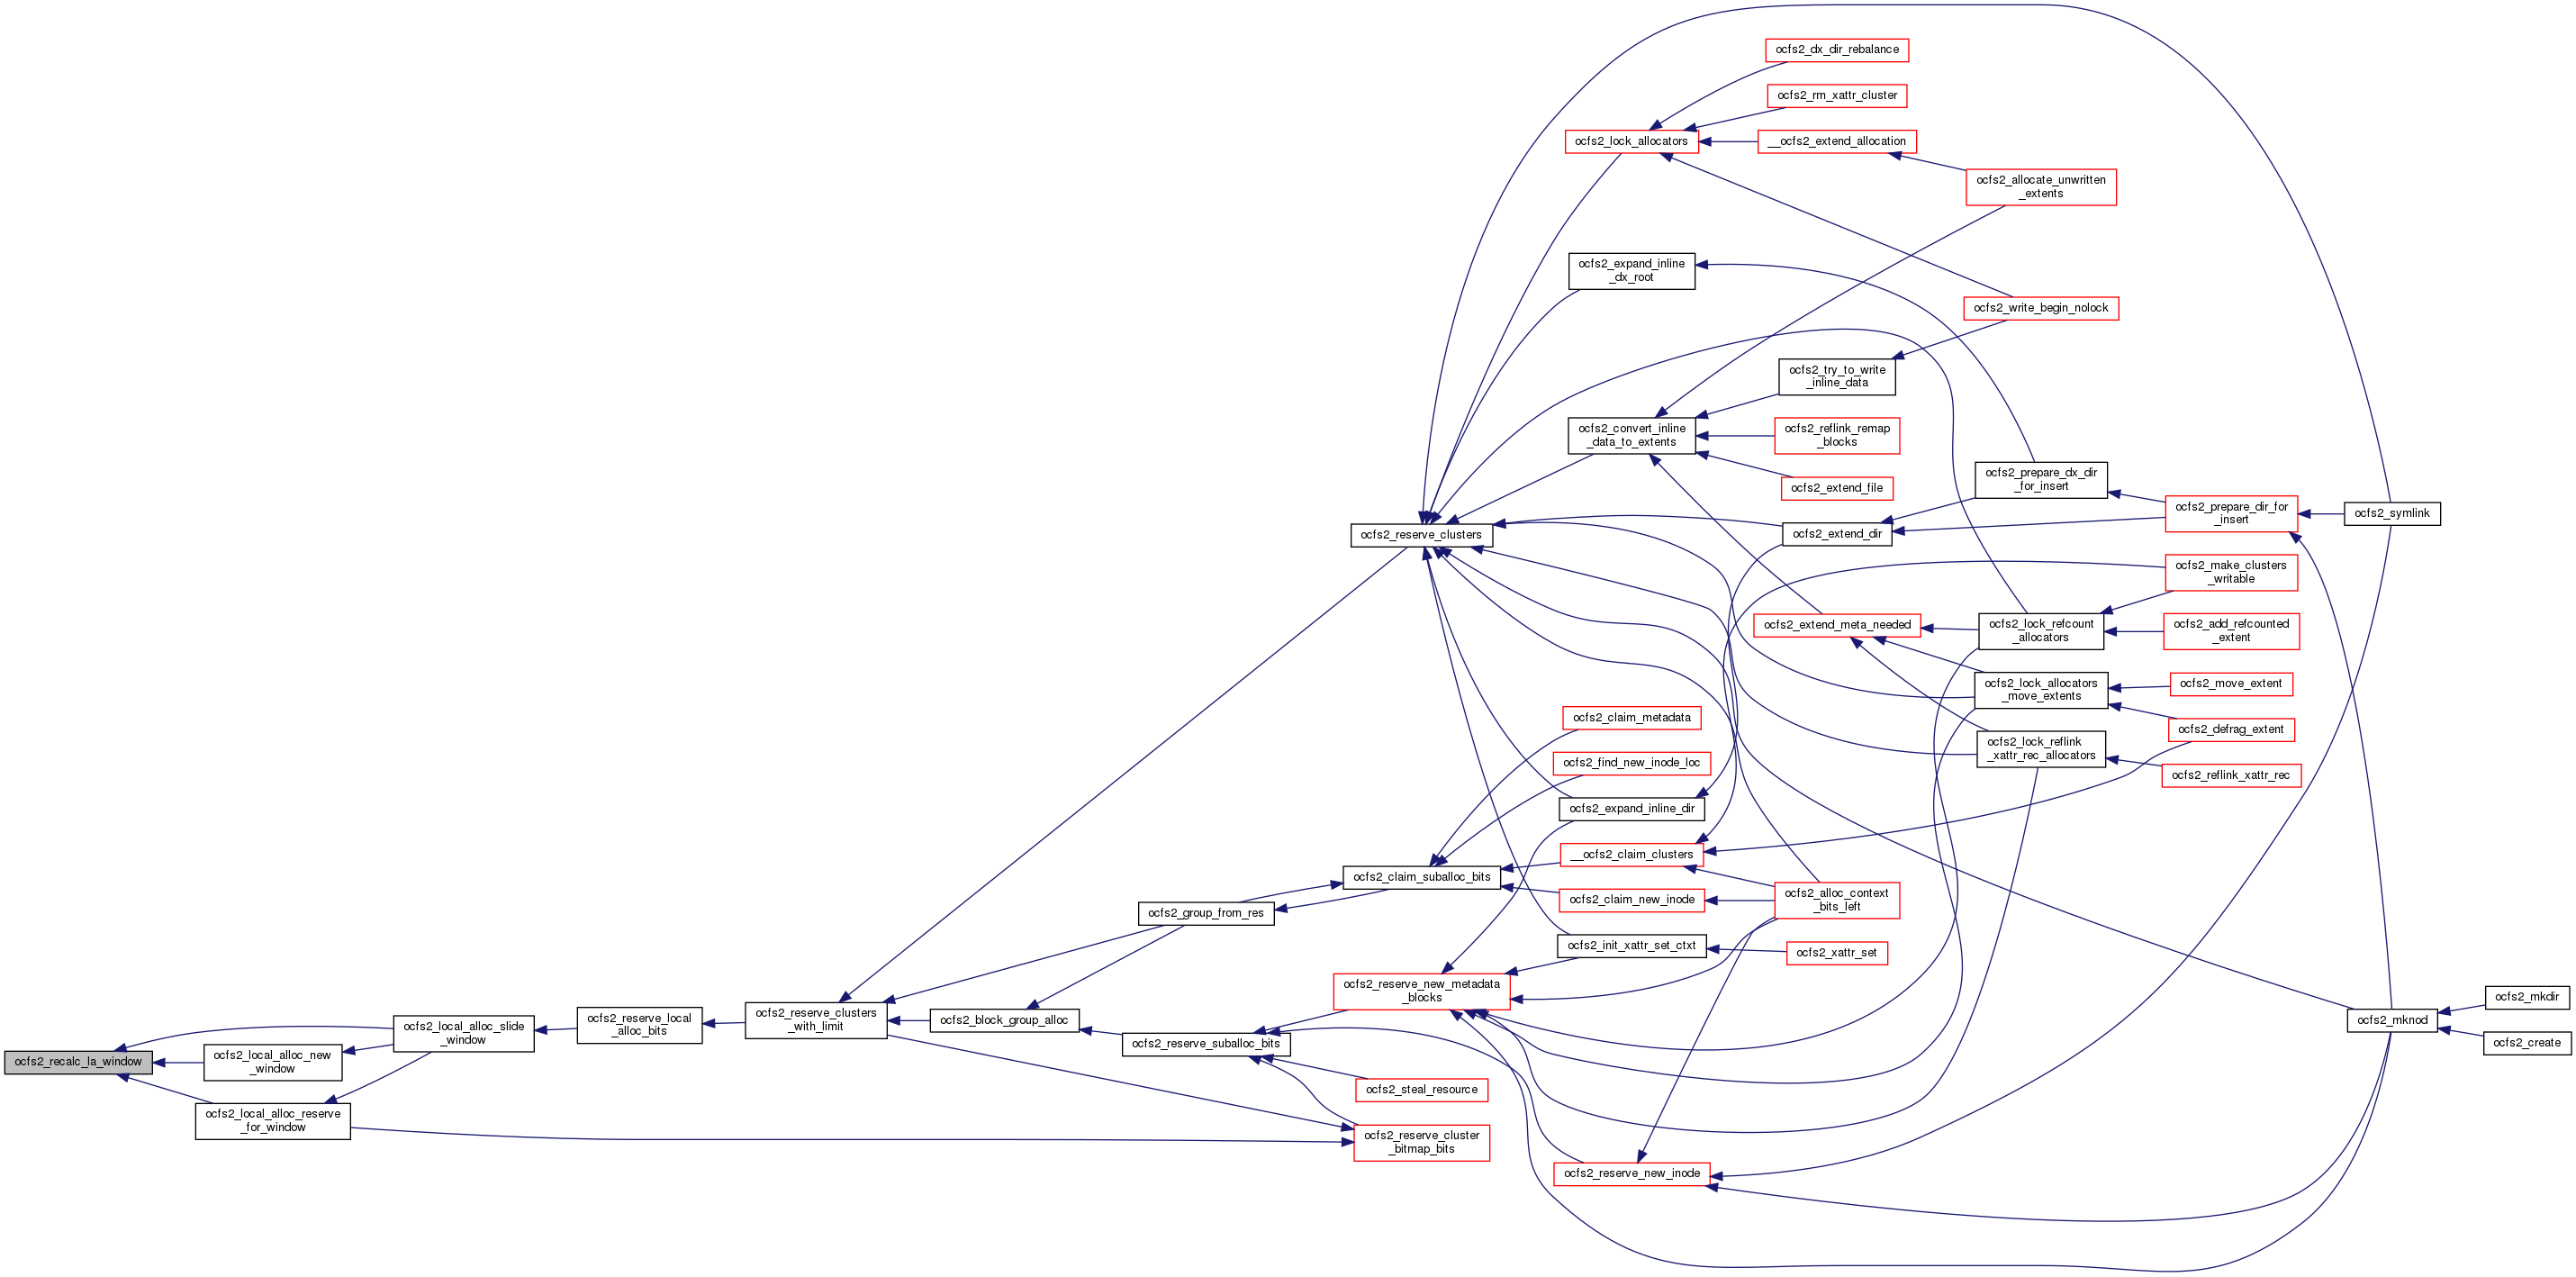 ocfs2_recalc_la_window
ocfs2_local_alloc_slide
_window
ocfs2_local_alloc_new
_window
ocfs2_local_alloc_reserve
_for_window
ocfs2_reserve_local
_alloc_bits
ocfs2_reserve_clusters
_with_limit
ocfs2_block_group_alloc
ocfs2_group_from_res
ocfs2_reserve_suballoc_bits
ocfs2_steal_resource
ocfs2_reserve_cluster
_bitmap_bits
ocfs2_reserve_clusters
ocfs2_claim_suballoc_bits
ocfs2_reserve_new_metadata
_blocks
ocfs2_lock_allocators
ocfs2_expand_inline
_dx_root
ocfs2_convert_inline
_data_to_extents
ocfs2_claim_metadata
ocfs2_find_new_inode_loc
ocfs2_expand_inline_dir
__ocfs2_claim_clusters
ocfs2_claim_new_inode
ocfs2_init_xattr_set_ctxt
ocfs2_reserve_new_inode
ocfs2_dx_dir_rebalance
ocfs2_rm_xattr_cluster
__ocfs2_extend_allocation
ocfs2_try_to_write
_inline_data
ocfs2_reflink_remap
_blocks
ocfs2_extend_file
ocfs2_extend_dir
ocfs2_extend_meta_needed
ocfs2_alloc_context
_bits_left
ocfs2_xattr_set
ocfs2_allocate_unwritten
_extents
ocfs2_write_begin_nolock
ocfs2_prepare_dx_dir
_for_insert
ocfs2_lock_refcount
_allocators
ocfs2_lock_allocators
_move_extents
ocfs2_lock_reflink
_xattr_rec_allocators
ocfs2_prepare_dir_for
_insert
ocfs2_make_clusters
_writable
ocfs2_add_refcounted
_extent
ocfs2_move_extent
ocfs2_defrag_extent
ocfs2_reflink_xattr_rec
ocfs2_symlink
ocfs2_mknod
ocfs2_mkdir
ocfs2_create